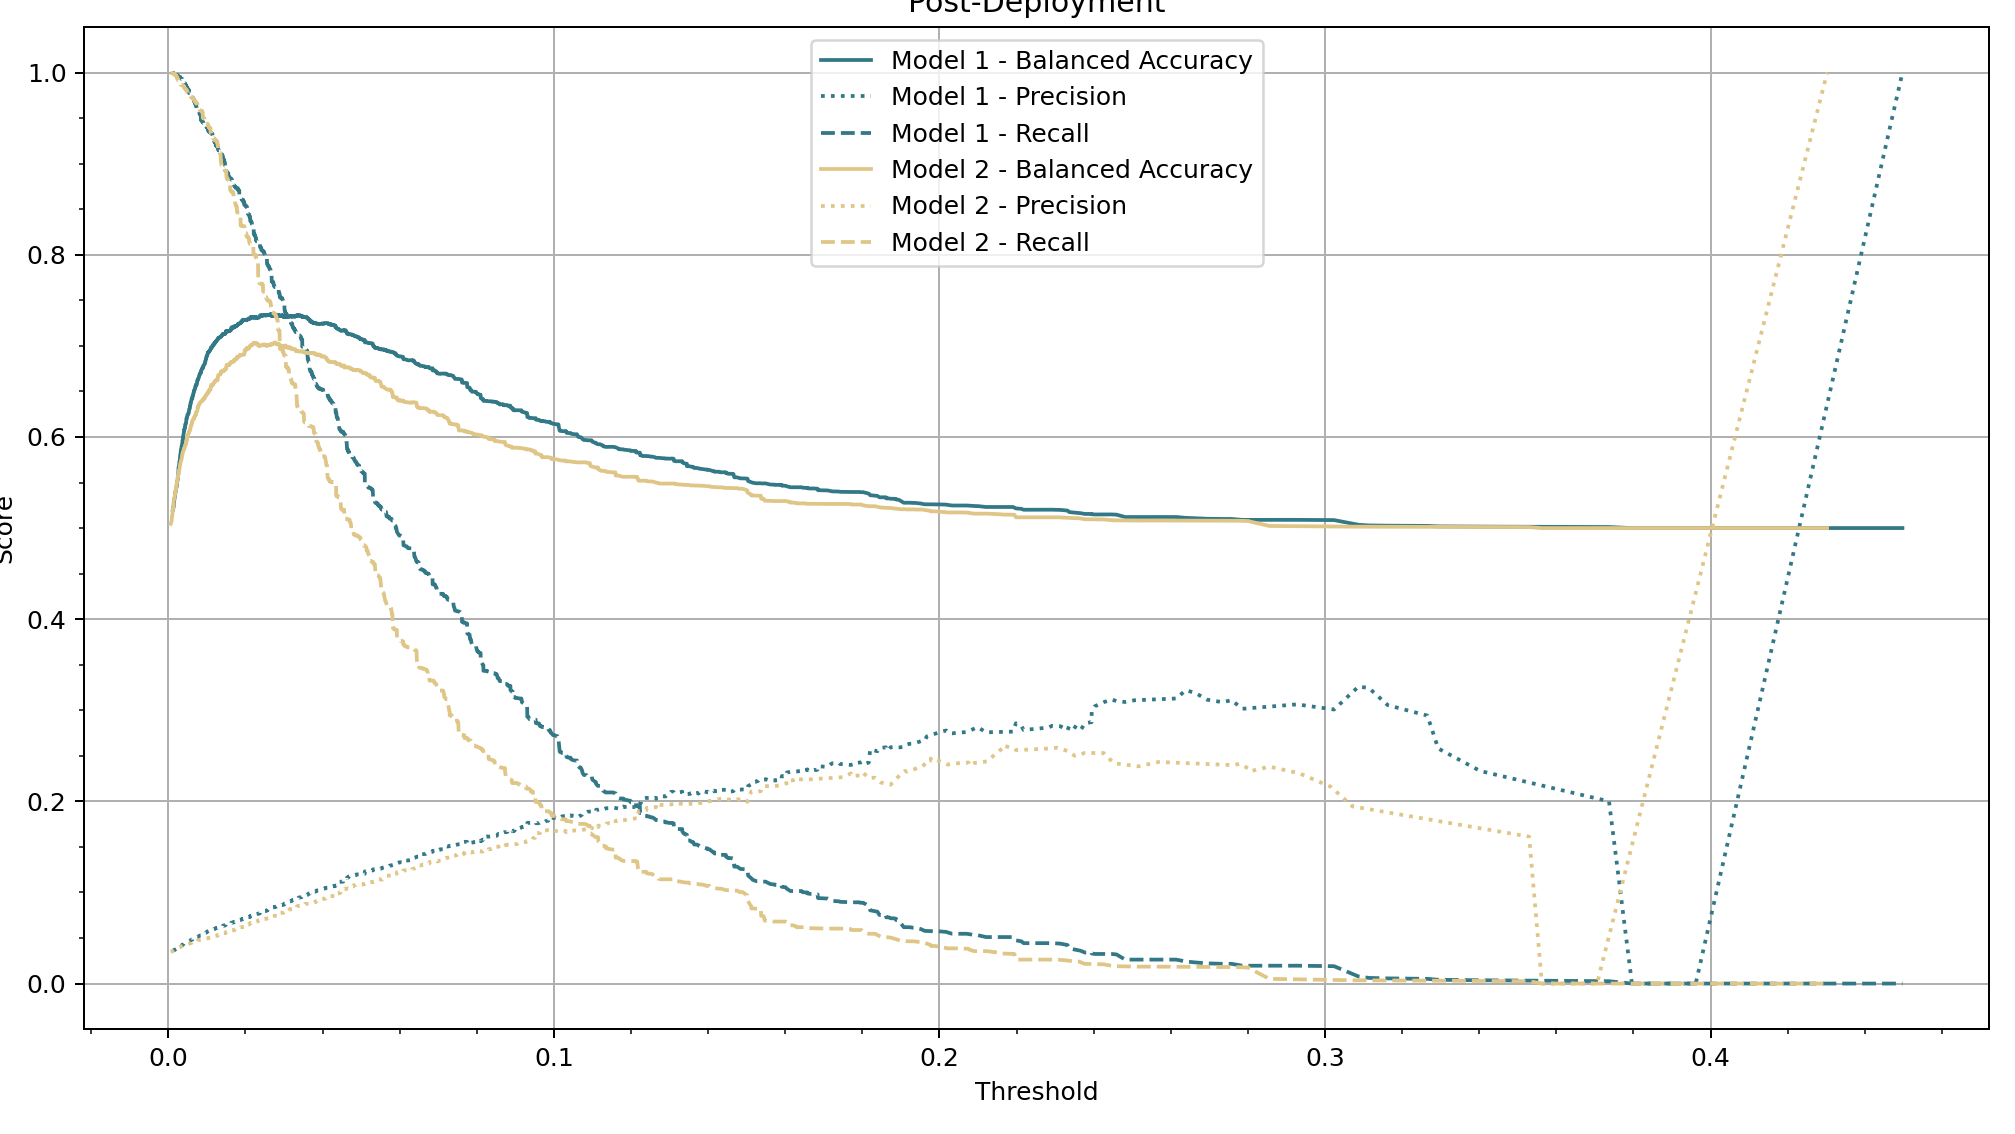 Post-Deployment
Model 1 - Balanced Accuracy
Model 1 - Precision
Model 1 - Recall
Model 2 - Balanced Accuracy
Model 2 - Precision
Model 2 - Recall
1.0
0.8
0.6
0.4
0.2
0.0
Score
0.0 0.1 0.2 0.3 0.4
Threshold